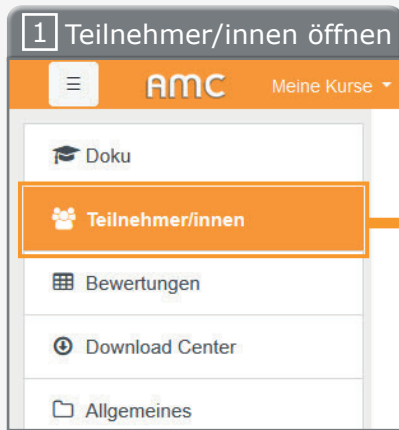 1 Teilnehmer/innen öffnen
AMC Meine Kurse
Doku
Teilnehmer/innen
Bewertungen
Download Center
Allgemeines